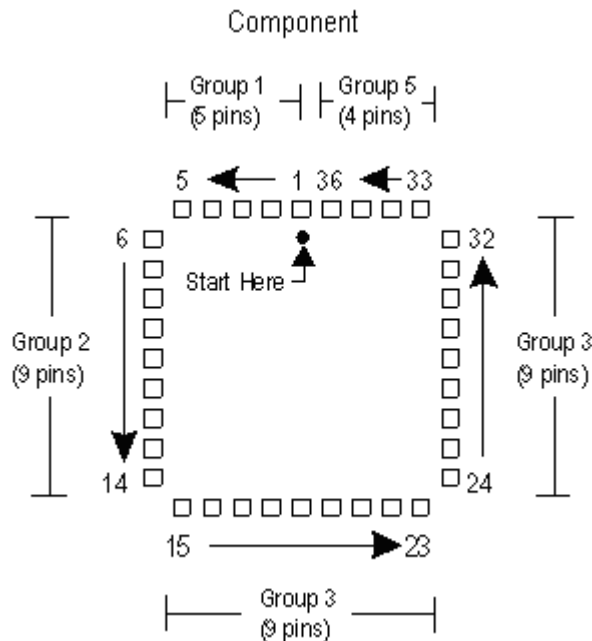 Component
Group 1
(5 pins)
Group 5
(4 pins)
5 1 36 33
6 32
Start Here
Group 2
(9 pins)
Group 3
(9 pins)
14 24
15 23
Group 3
(9 pins)